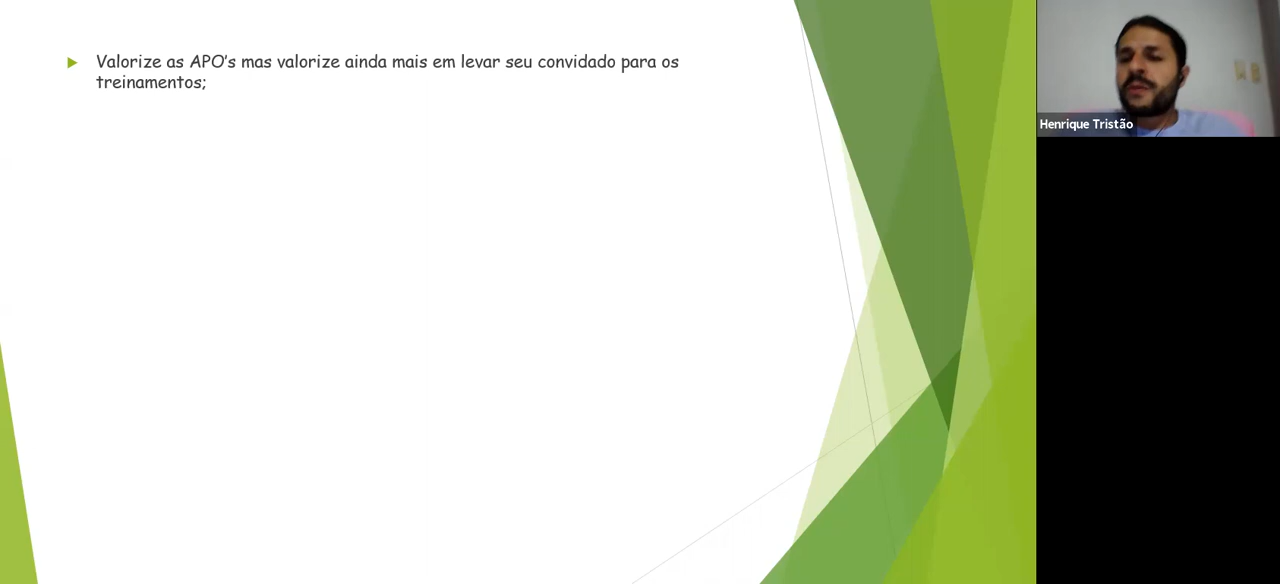 Valorize as APO's mas valorize ainda mais em levar seu convidado para os
treinamentos;
Henrique Tristão